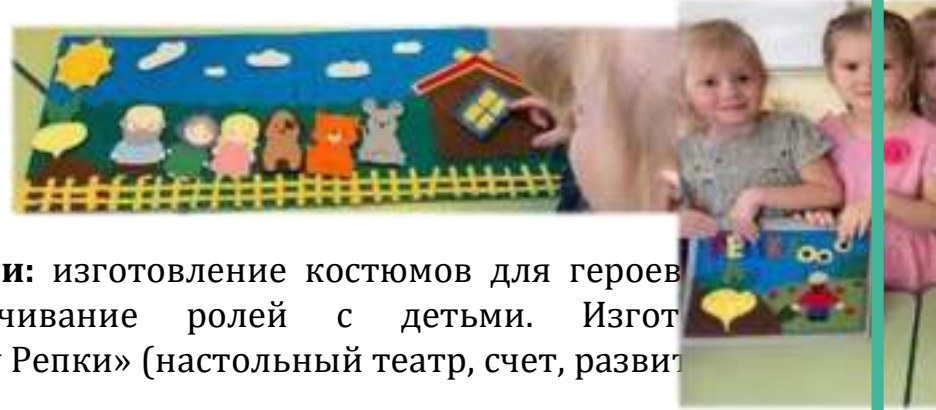 и: изготовление костюмов для героев
чивание ролей с детьми. Изгот
Репки» (настольный театр, счет, развит